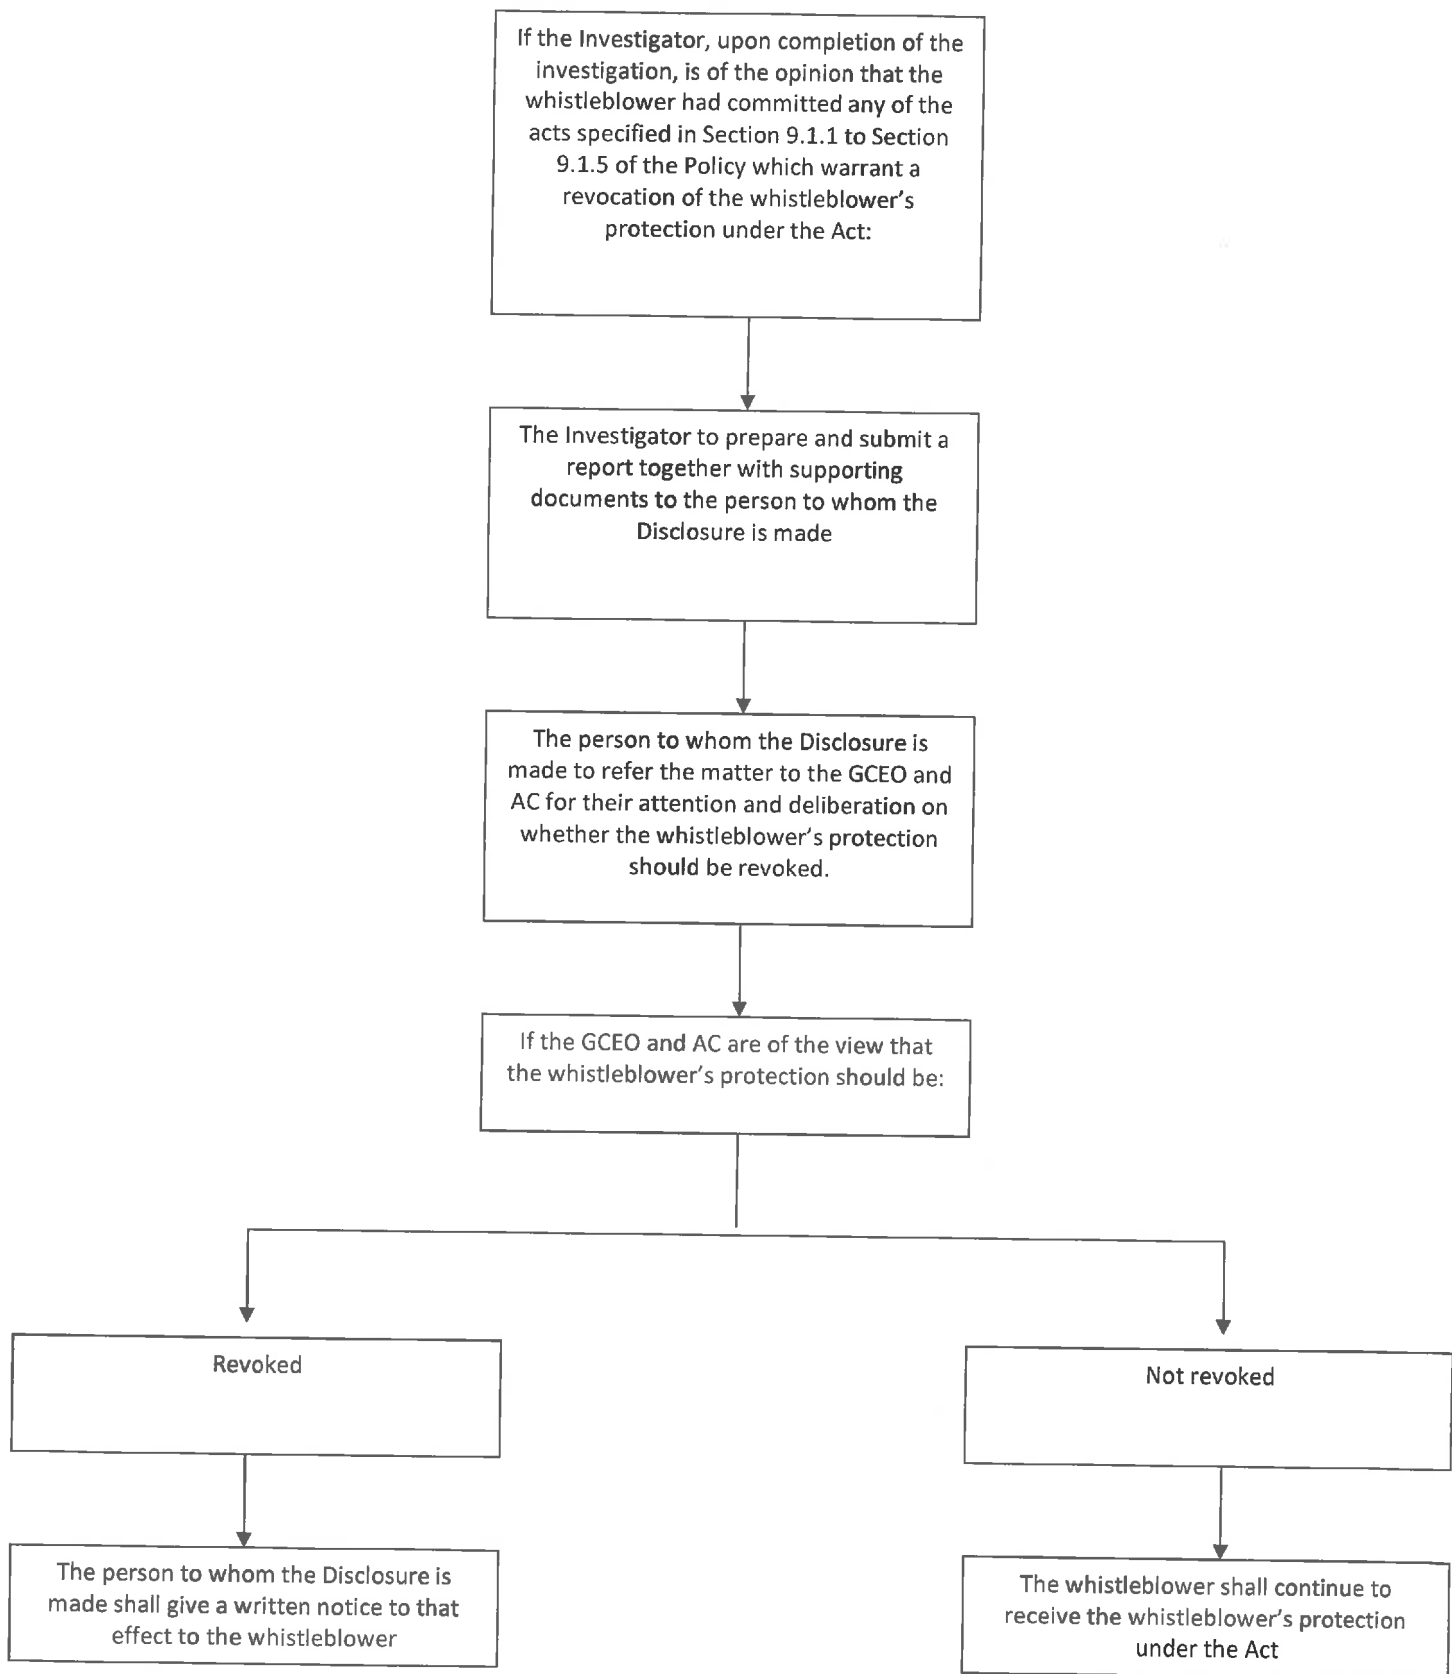 If the Investigator, upon completion of the
investigation, is of the opinion that the
whistleblower had committed any of the
acts specified in Section 9.1.1 to Section
9.1.5 of the Policy which warrant a
revocation of the whistleblower's
protection under the Act:
The Investigator to prepare and submit a
report together with supporting
documents to the person to whom the
Disclosure is made
The person to whom the Disclosure is
made to refer the matter to the GCEO and
AC for their attention and deliberation on
whether the whistleblower's protection
should be revoked.
If the GCEO and AC are of the view that
the whistleblower's protection should be:
Revoked
Not revoked
The person to whom the Disclosure is
made shall give a written notice to that
effect to the whistleblower
The whistleblower shall continue to
receive the whistleblower's protection
under the Act